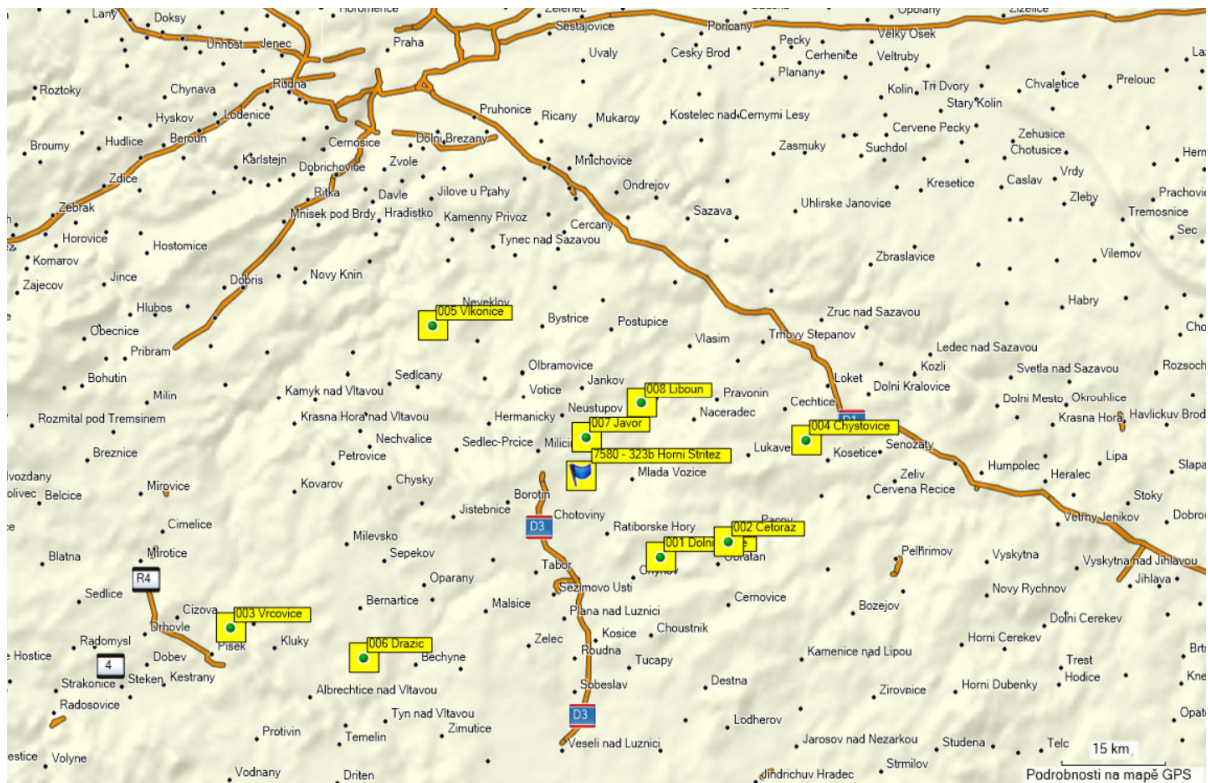 Lany
Doksy
Horomerice
Zelenec
Poricany
Opolany
Zizelice
Unhost
Jenec
Praha
Sestajovice
Uvaly
Cesky Brod
Pecky
Cerhenice
Velky Osek
Veltruby
Planany
Roztoky
Chynava
Rudna
Kolin
Tri Dvory
Chvaletice
Prelouc
Stary Kolin
Hyskov
Lodenice
Pruhonice
Ricany
Mukarov
Kostelec nad Cernymi Lesy
Broumy
Hudlice
Beroun
Cernosice
Dolni Brezany
Cervene Pecky
Zehusice
Zasmuky
Suchdol
Chotusice
Karlstejn
Dobrichovice
Zvole
Mnichovice
Zdice
Ritka
Davle
Jilove u Prahy
Ondrejov
Kresetice
Caslav
Vrdy
Zleby
Prachovice
Zebrak
Mnisek pod Brdy
Hradistko
Kamenny Privoz
Cercany
Sazava
Uhlirske Janovice
Tremosnice
Sec
Horovice
Hostomice
Tynec nad Sazavou
Komarov
Zbraslavice
Vilemov
Zajecov
Jince
Dobris
Novy Knin
Hlubos
Neveklov
005 Vlkonice
Habry
Obecnice
Bystrice
Postupice
Zruc nad Sazavou
Pribram
Vlasim
Trhovy Stepanov
Ledec nad Sazavou
Bohutin
Olbramovice
Kozli
Svetla nad Sazavou
Milin
Sedlcany
Jankov
Loket
Dolni Kralovice
Kamyk nad Vltavou
Votice
008 Liboun
Pravonin
Cechtice
Dolni Mesto
Okrouhlice
Rozmital pod Tremsinem
Krasna Hora nad Vltavou
Hermanicky
Neustupov
Naceradec
D1
Krasna Hora
Havlickuv Brod
007 Javor
004 Chystovice
Nechvalice
Sedlec-Prcice
Milicin
Lukavec
Senozaty
Breznice
Petrovice
7580 - 323b Horni Stritez
Kosetice
Humpolec
Lipa
Mlada Vozice
Zeliv
Heralec
Mirovice
Kovarov
Chysky
Cervena Recice
Belcice
Borotin
Stoky
Jistebnice
Chotoviny
Pacov
Cimelice
D3
Ratiborske Hory
002 Cetoraz
Vetrny Jenikov
Milevsko
001 Dolni
Blatna
Mirotice
Sepekov
Obratan
Pelhrimov
Vyskytna
Vyskytna nad Jihlavou
Tabor
Chynov
R4
Oparany
Sezimovo Usti
Jihlava
Sedlice
Bernartice
Malsice
Cernovice
Novy Rychnov
Cizova
003 Vrcovice
Plana nad Luznici
Bozejov
Dolni Cerekev
Drhovle
Choustnik
Radomysl
Pisek
Kluky
006 Drazic
Zelec
Kosice
Horni Cerekev
4
Dobev
Bechyne
Roudna
Tucapy
Kamenice nad Lipou
Trest
Strakonice
Steken
Kestrany
Hodice
Albrechtice nad Vltavou
Sobeslav
Destna
Zirovnice
Horni Dubenky
Radosovice
D3
Tyn nad Vltavou
Lodherov
Protivin
Temelin
Zimutice
Jarosov nad Nezarkou
Studena
Telc
Volyne
Veseli nad Luznici
15 km
Strmilov
Vodnany
Driten
Jindrichuv Hradec
Podrobnosti na mapě GPS